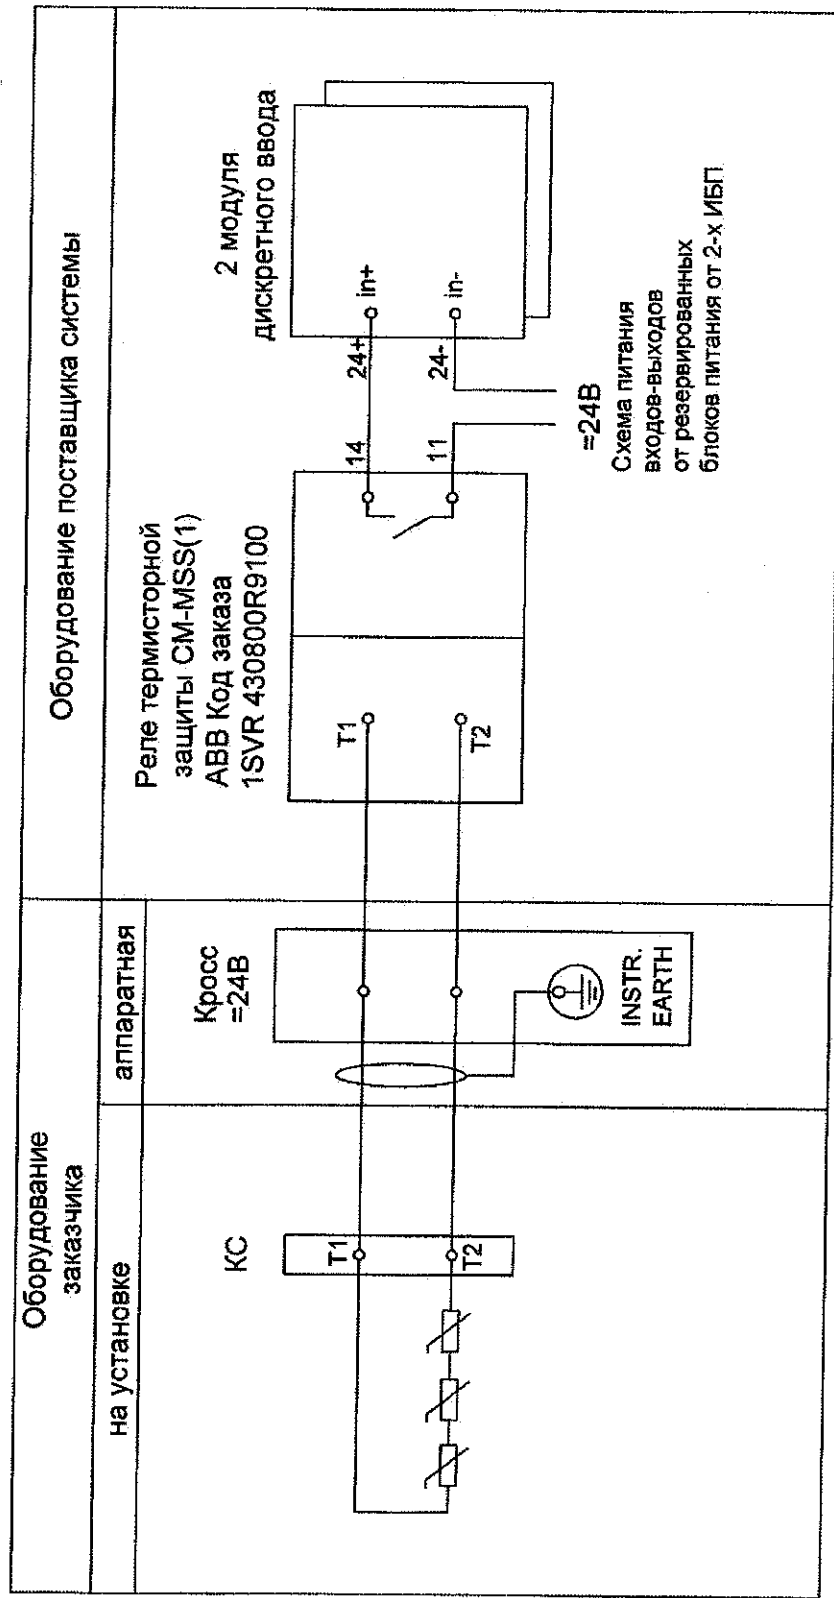 Оборудование
заказчика
Оборудование поставщика системы
на установке
аппаратная
КС
T1
T2
Кросс
=24В
INSTR.
EARTH
Реле термисторной
защиты CM-MSS(1)
ABB Код заказа
1SVR 430800R9100
T1
T2
14
11
24+
24-
2 модуля
дискретного ввода
in+
in-
=24В
Схема питания
входов-выходов
от резервированных
блоков питания от 2-х ИБП